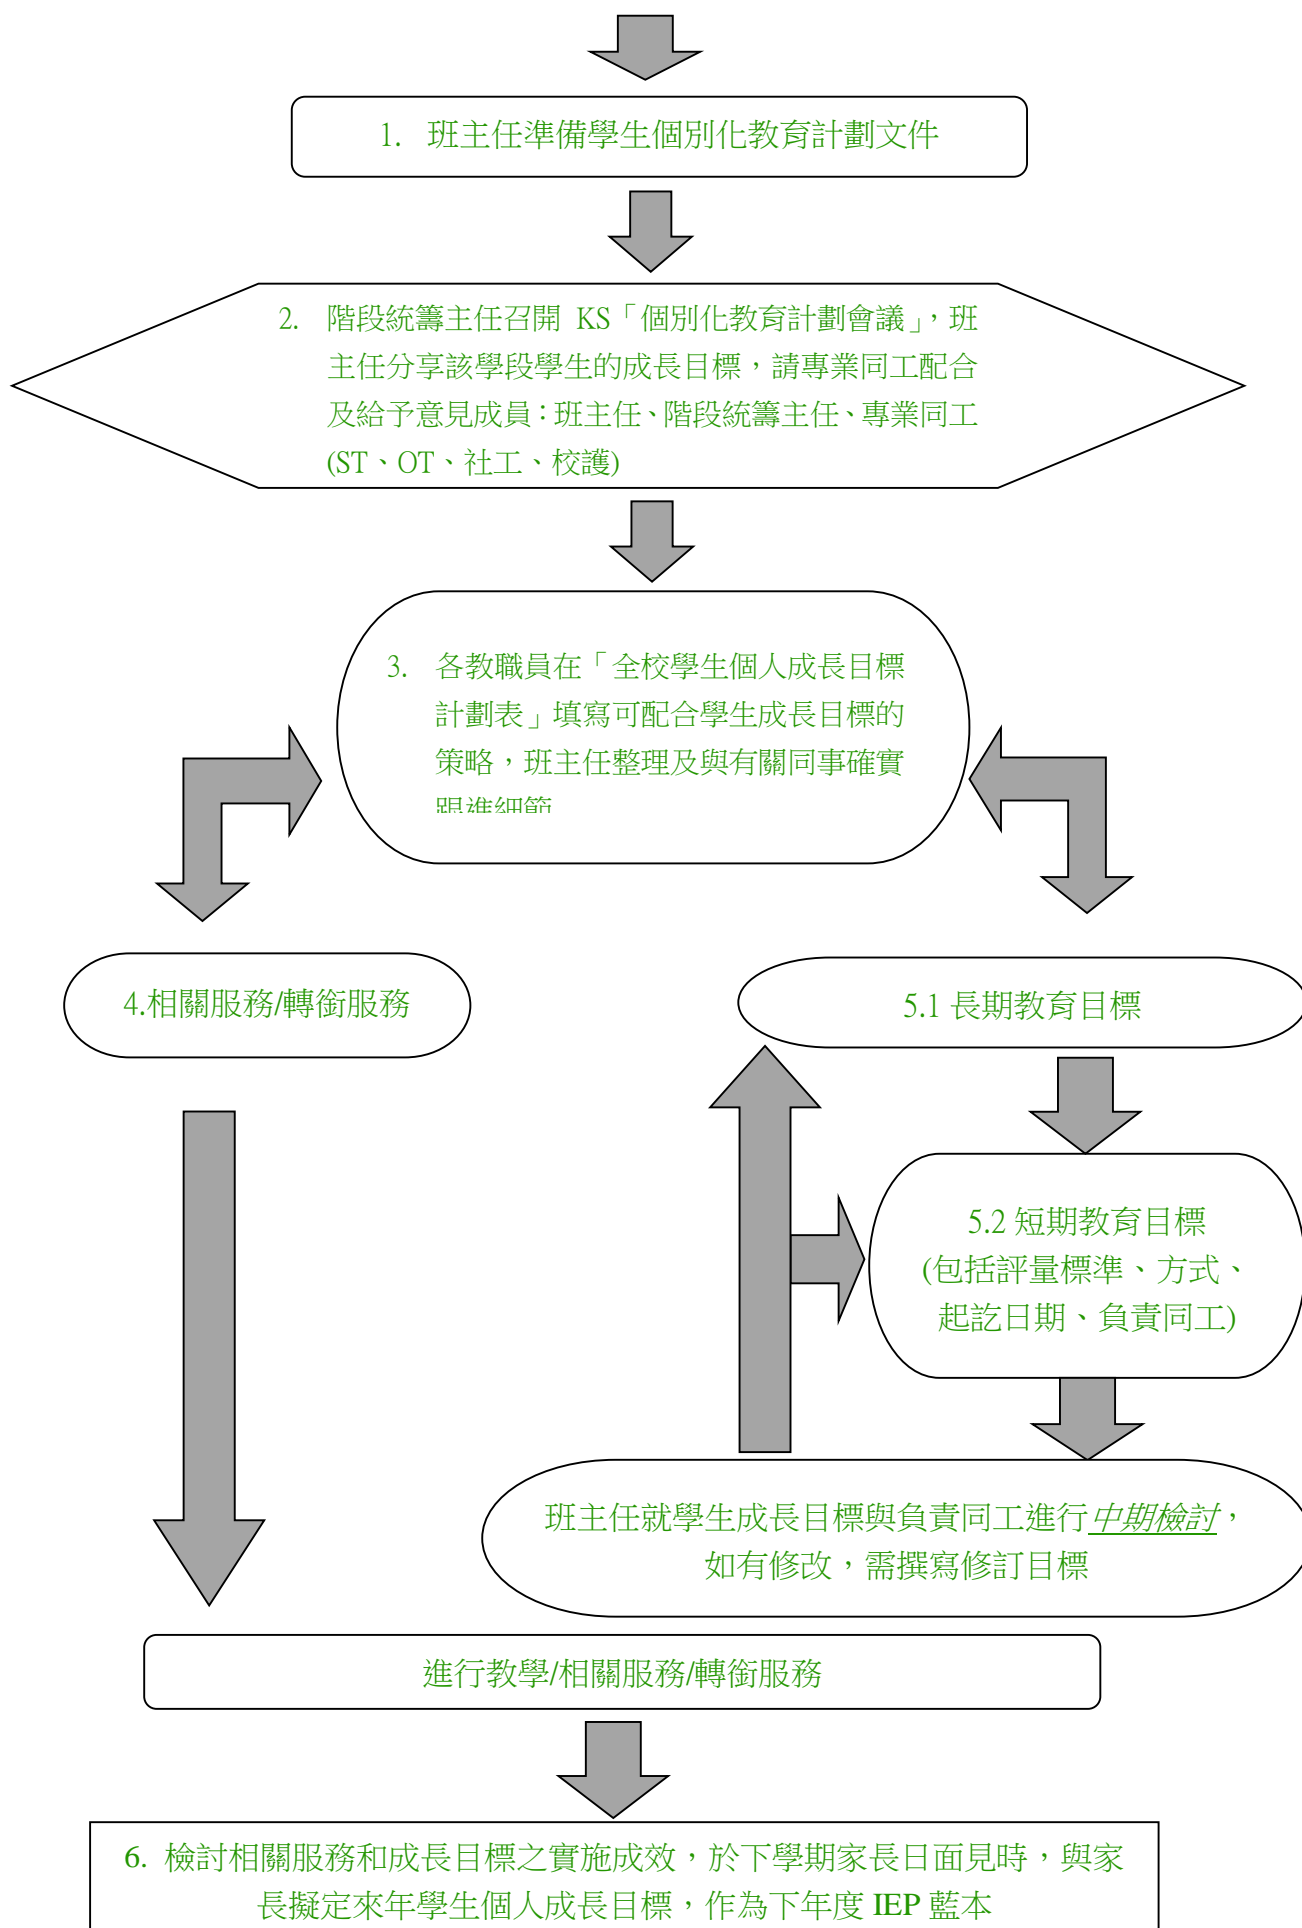 1. 班主任準備學生個別化教育計劃文件
2. 階段統籌主任召開 KS「個別化教育計劃會議」，班
主任分享該學段學生的成長目標，請專業同工配合
及給予意見成員：班主任、階段統籌主任、專業同工
(ST、OT、社工、校護)
3. 各教職員在「全校學生個人成長目標
計劃表」填寫可配合學生成長目標的
策略，班主任整理及與有關同事確實
跟進細節
4.相關服務/轉銜服務
5.1 長期教育目標
5.2 短期教育目標
(包括評量標準、方式、
起訖日期、負責同工)
班主任就學生成長目標與負責同工進行中期檢討，
如有修改，需撰寫修訂目標
進行教學/相關服務/轉銜服務
6. 檢討相關服務和成長目標之實施成效，於下學期家長日面見時，與家
長擬定來年學生個人成長目標，作為下年度 IEP 藍本